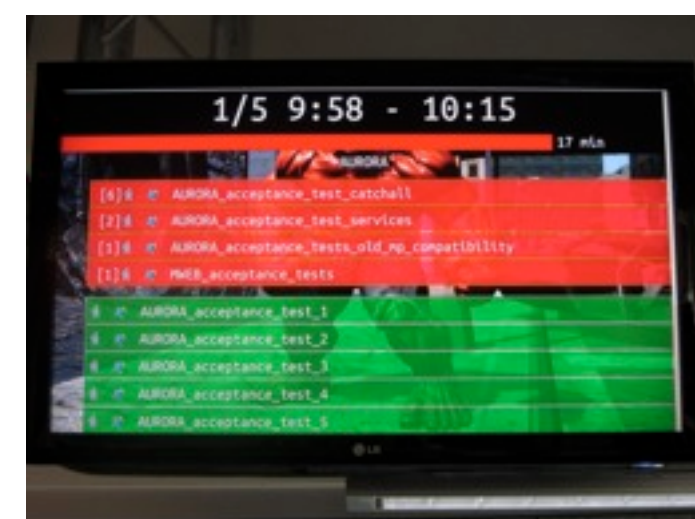 1/5 9:58 - 10:15
17 min
AURORA
[6] AURORA_acceptance_test_catchall
[2] AURORA_acceptance_test_services
[1] AURORA_acceptance_tests_old_mp_compatibility
[1] MWEB_acceptance_tests
AURORA_acceptance_test_1
AURORA_acceptance_test_2
AURORA_acceptance_test_3
AURORA_acceptance_test_4
AURORA_acceptance_test_5
LG